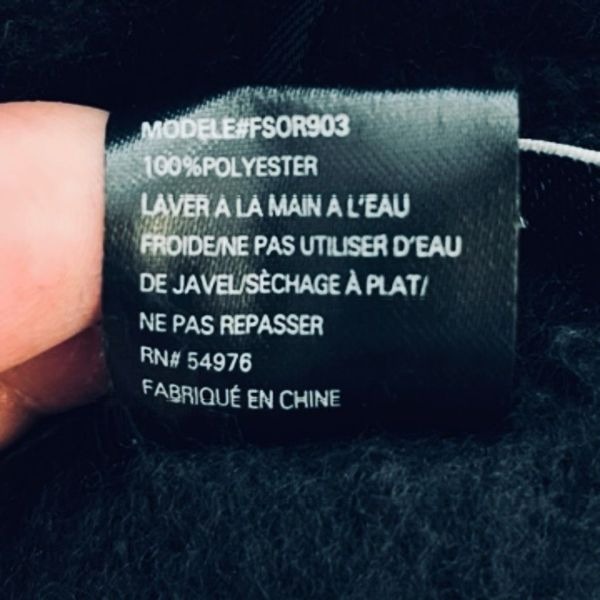 MODELE#FSOR903
100%POLYESTER
LAVER A LA MAIN A L'EAU
FROIDE/NE PAS UTILISER D'EAU
DE JAVEL/SÈCHAGE À PLAT/
NE PAS REPASSER
RN# 54976
FABRIQUÉ EN CHINE